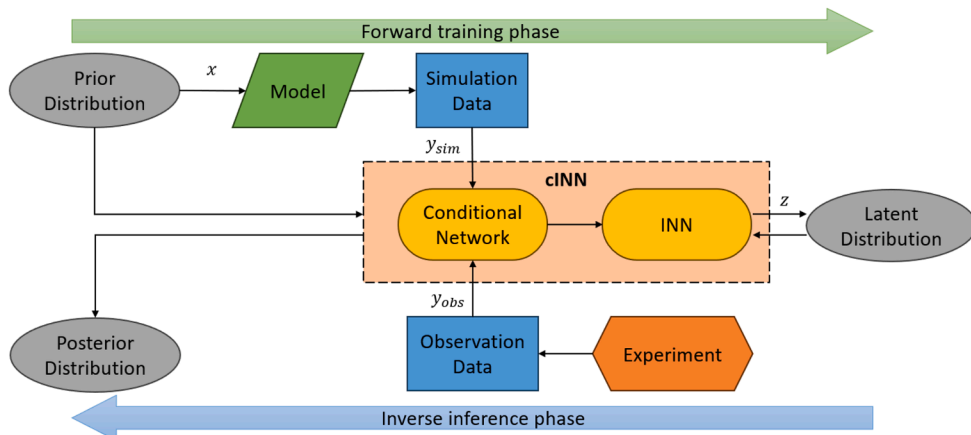 Forward training phase
Prior
Distribution
x
Model
Simulation
Data
y_sim
cINN
Conditional
Network
INN
z
Latent
Distribution
y_obs
Posterior
Distribution
Observation
Data
Experiment
Inverse inference phase